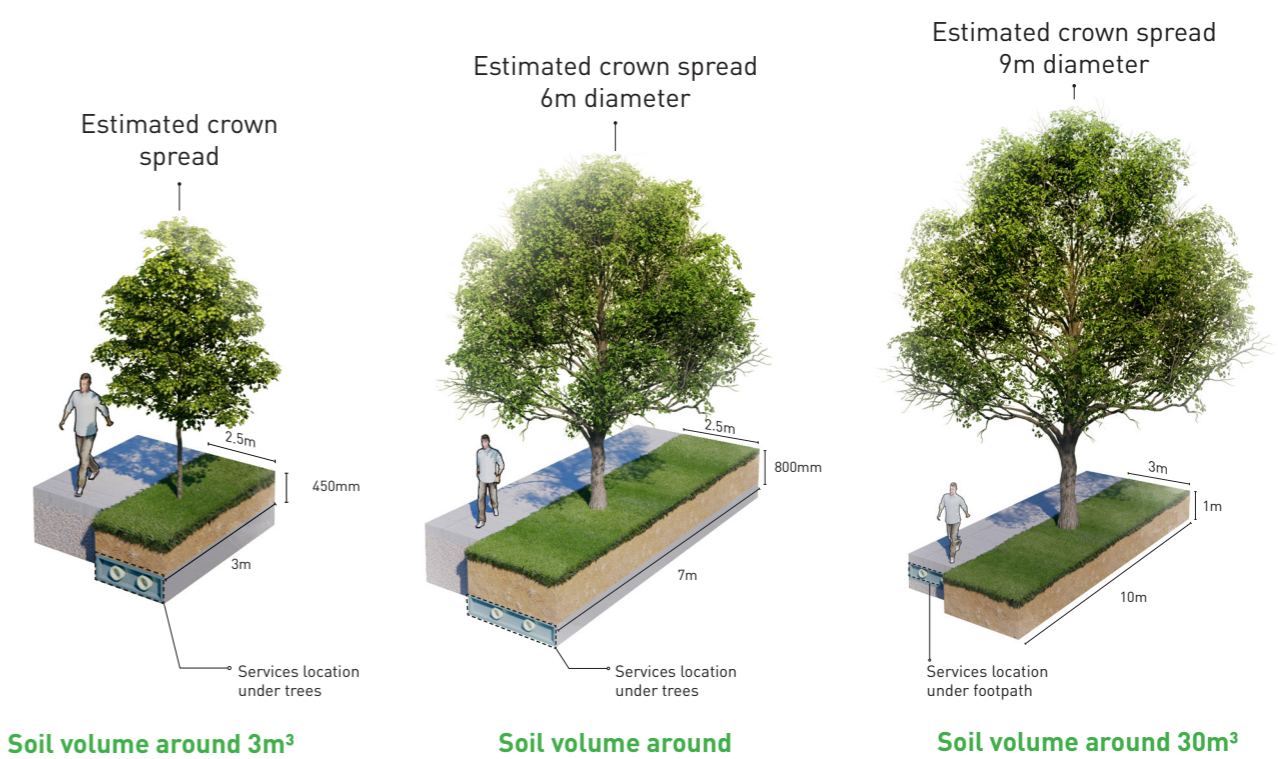 Estimated crown
spread
2.5m
450mm
3m
Services location
under trees
Soil volume around 3m³
Estimated crown spread
6m diameter
2.5m
800mm
7m
Services location
under trees
Soil volume around
Estimated crown spread
9m diameter
3m
1m
10m
Services location
under footpath
Soil volume around 30m³